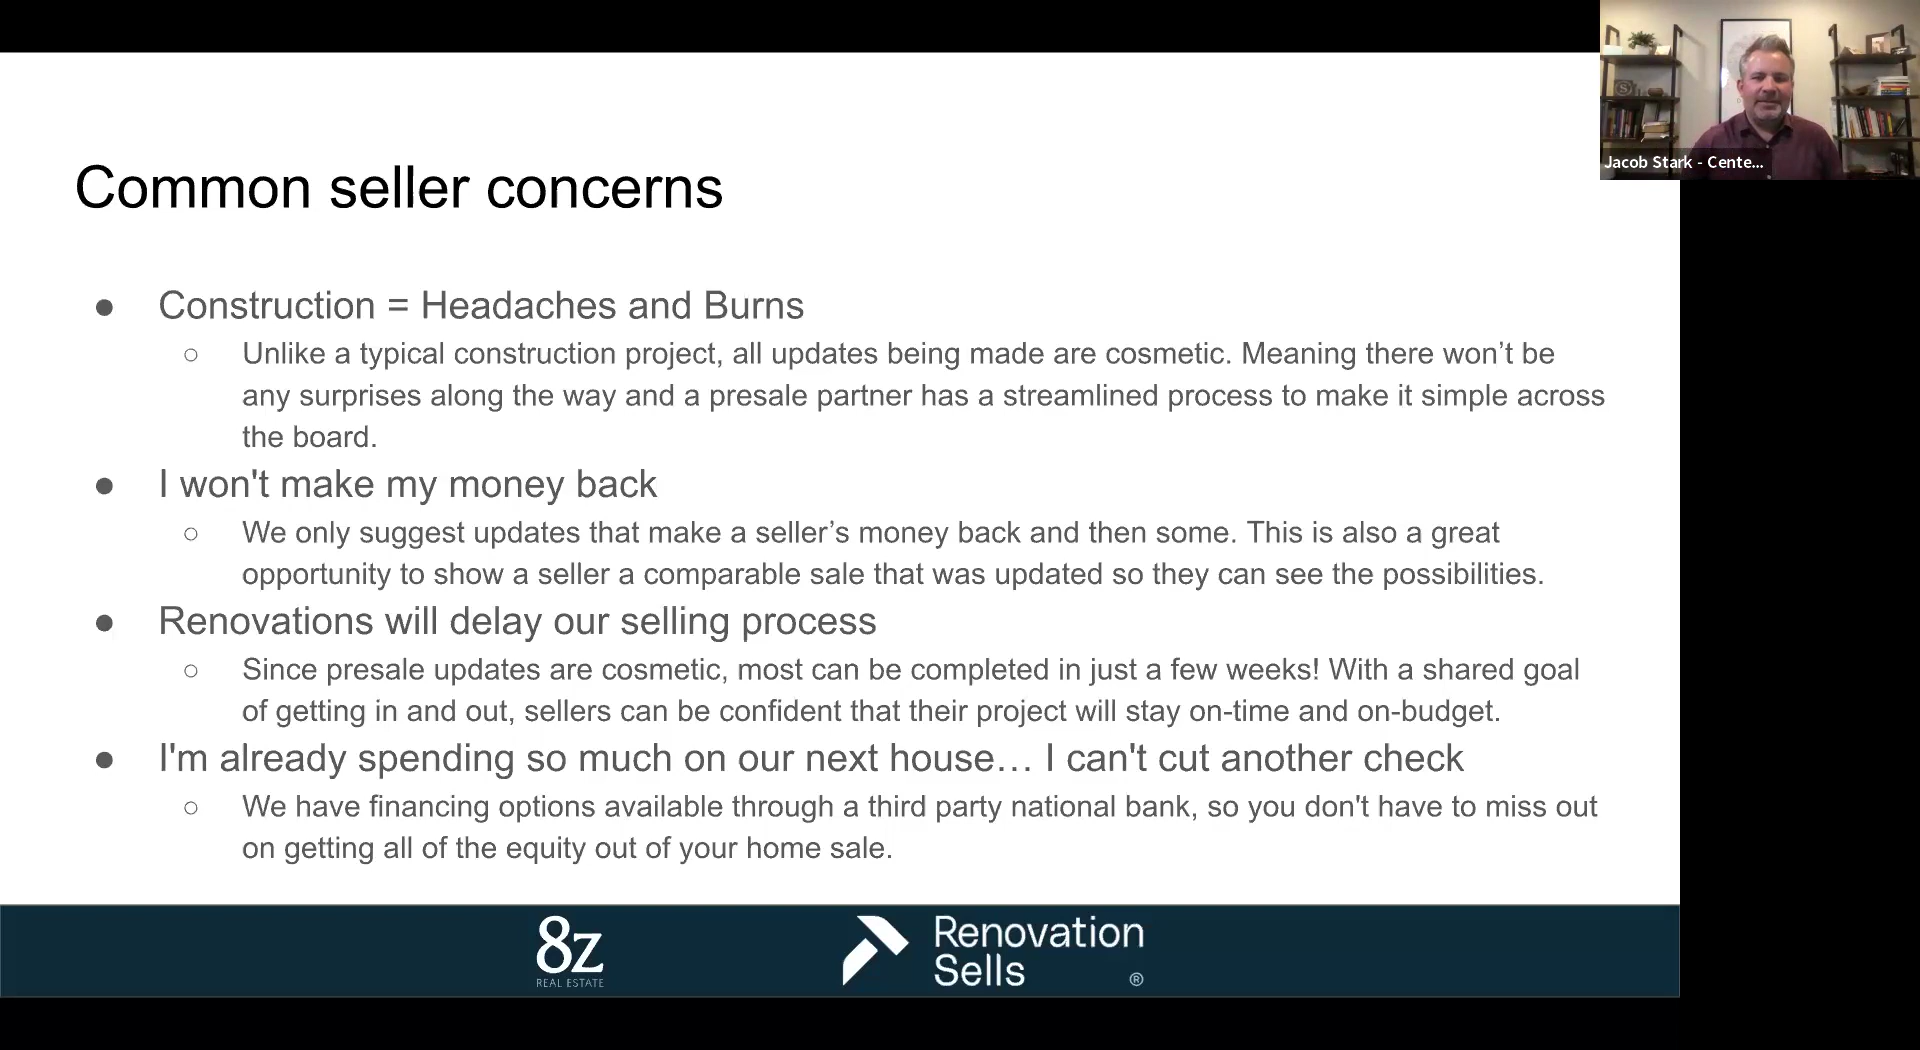 Jacob Stark - Cente...
Common seller concerns
● Construction = Headaches and Burns
○ Unlike a typical construction project, all updates being made are cosmetic. Meaning there won’t be
any surprises along the way and a presale partner has a streamlined process to make it simple across
the board.
● I won't make my money back
○ We only suggest updates that make a seller’s money back and then some. This is also a great
opportunity to show a seller a comparable sale that was updated so they can see the possibilities.
● Renovations will delay our selling process
○ Since presale updates are cosmetic, most can be completed in just a few weeks! With a shared goal
of getting in and out, sellers can be confident that their project will stay on-time and on-budget.
● I'm already spending so much on our next house… I can't cut another check
○ We have financing options available through a third party national bank, so you don't have to miss out
on getting all of the equity out of your home sale.
8z
REAL ESTATE
Renovation
Sells ®